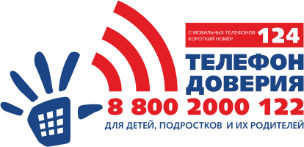 С МОБИЛЬНЫХ ТЕЛЕФОНОВ
КОРОТКИЙ НОМЕР 124
ТЕЛЕФОН
ДОВЕРИЯ
8 800 2000 122
ДЛЯ ДЕТЕЙ, ПОДРОСТКОВ И ИХ РОДИТЕЛЕЙ